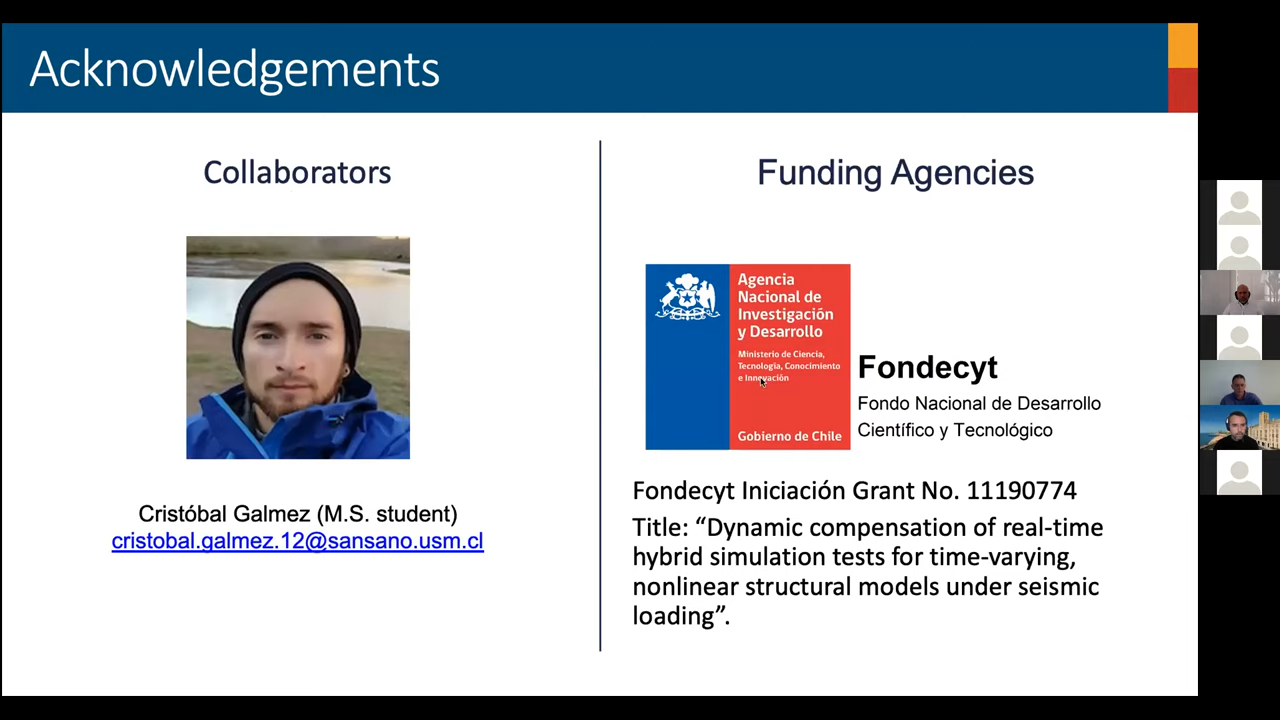 Acknowledgements
Collaborators
Cristóbal Galmez (M.S. student)
cristobal.galmez.12@sansano.usm.cl
Funding Agencies
Agencia
Nacional de
Investigación
y Desarrollo
Ministerio de Ciencia,
Tecnología, Conocimiento
e Innovación
Gobierno de Chile
Fondecyt
Fondo Nacional de Desarrollo
Científico y Tecnológico
Fondecyt Iniciación Grant No. 11190774
Title: “Dynamic compensation of real-time
hybrid simulation tests for time-varying,
nonlinear structural models under seismic
loading”.